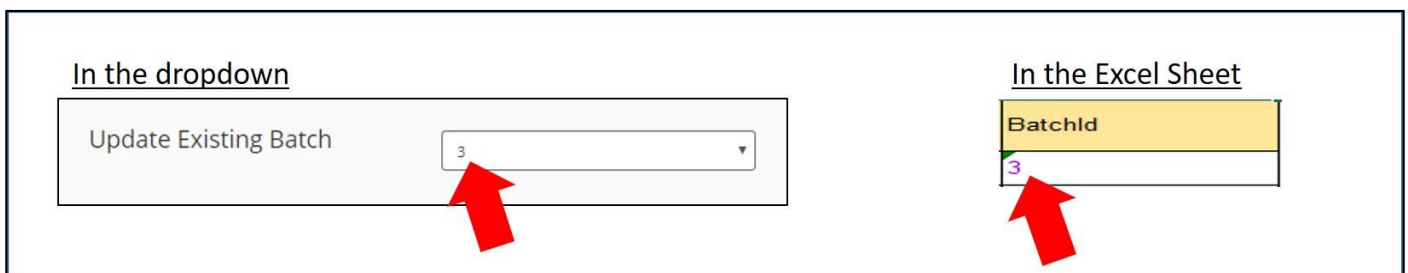 In the dropdown
Update Existing Batch
3
In the Excel Sheet
BatchId
3